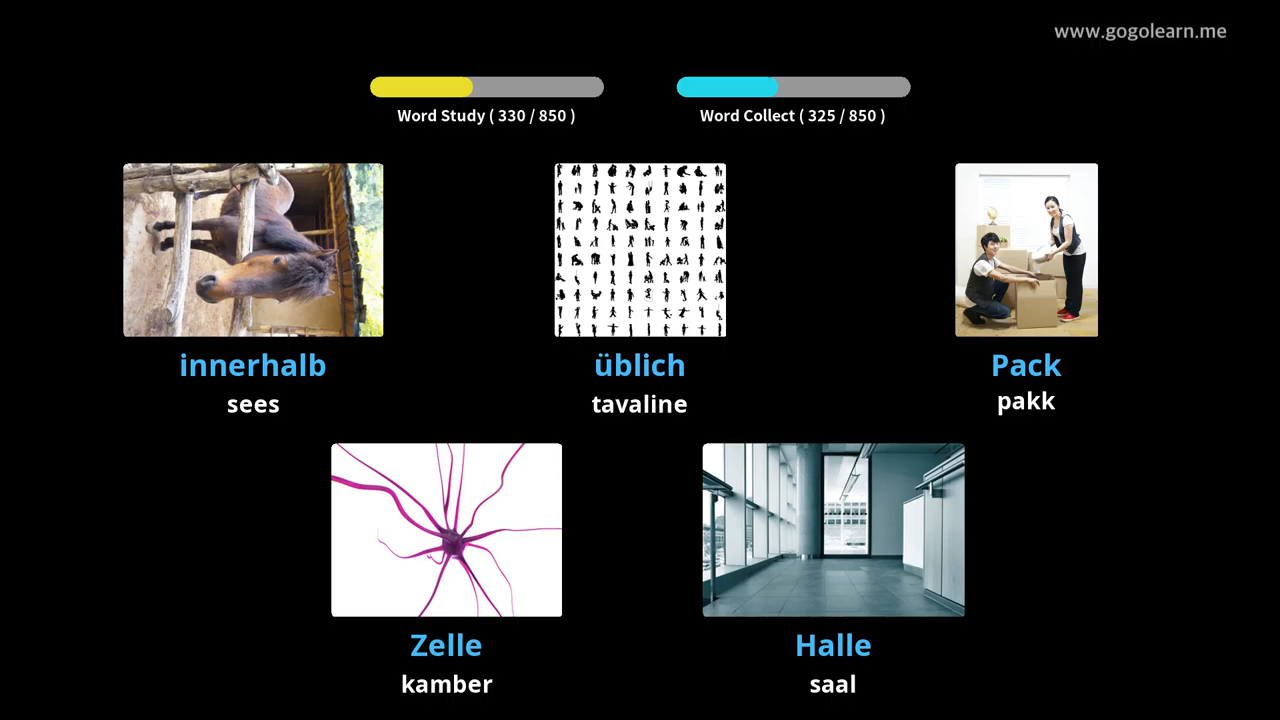 www.gogolearn.me
Word Study ( 330 / 850 )
Word Collect ( 325 / 850 )
innerhalb
sees
üblich
tavaline
Pack
pakk
Zelle
kamber
Halle
saal